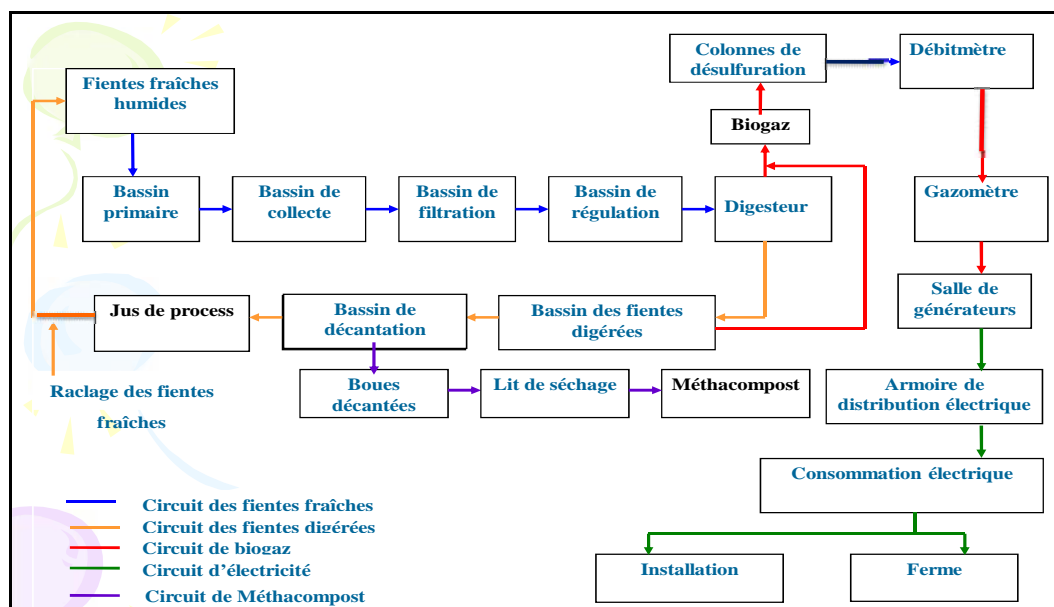 Colonnes de
désulfuration
Débitmètre
Fientes fraîches
humides
Biogaz
Bassin
primaire
Bassin de
collecte
Bassin de
filtration
Bassin de
régulation
Digesteur
Gazomètre
Jus de process
Bassin de
décantation
Bassin des fientes
digérées
Salle de
générateurs
Raclage des fientes
fraîches
Boues
décantées
Lit de séchage
Méthacompost
Armoire de
distribution électrique
Consommation électrique
Installation
Ferme
Circuit des fientes fraîches
Circuit des fientes digérées
Circuit de biogaz
Circuit d'électricité
Circuit de Méthacompost